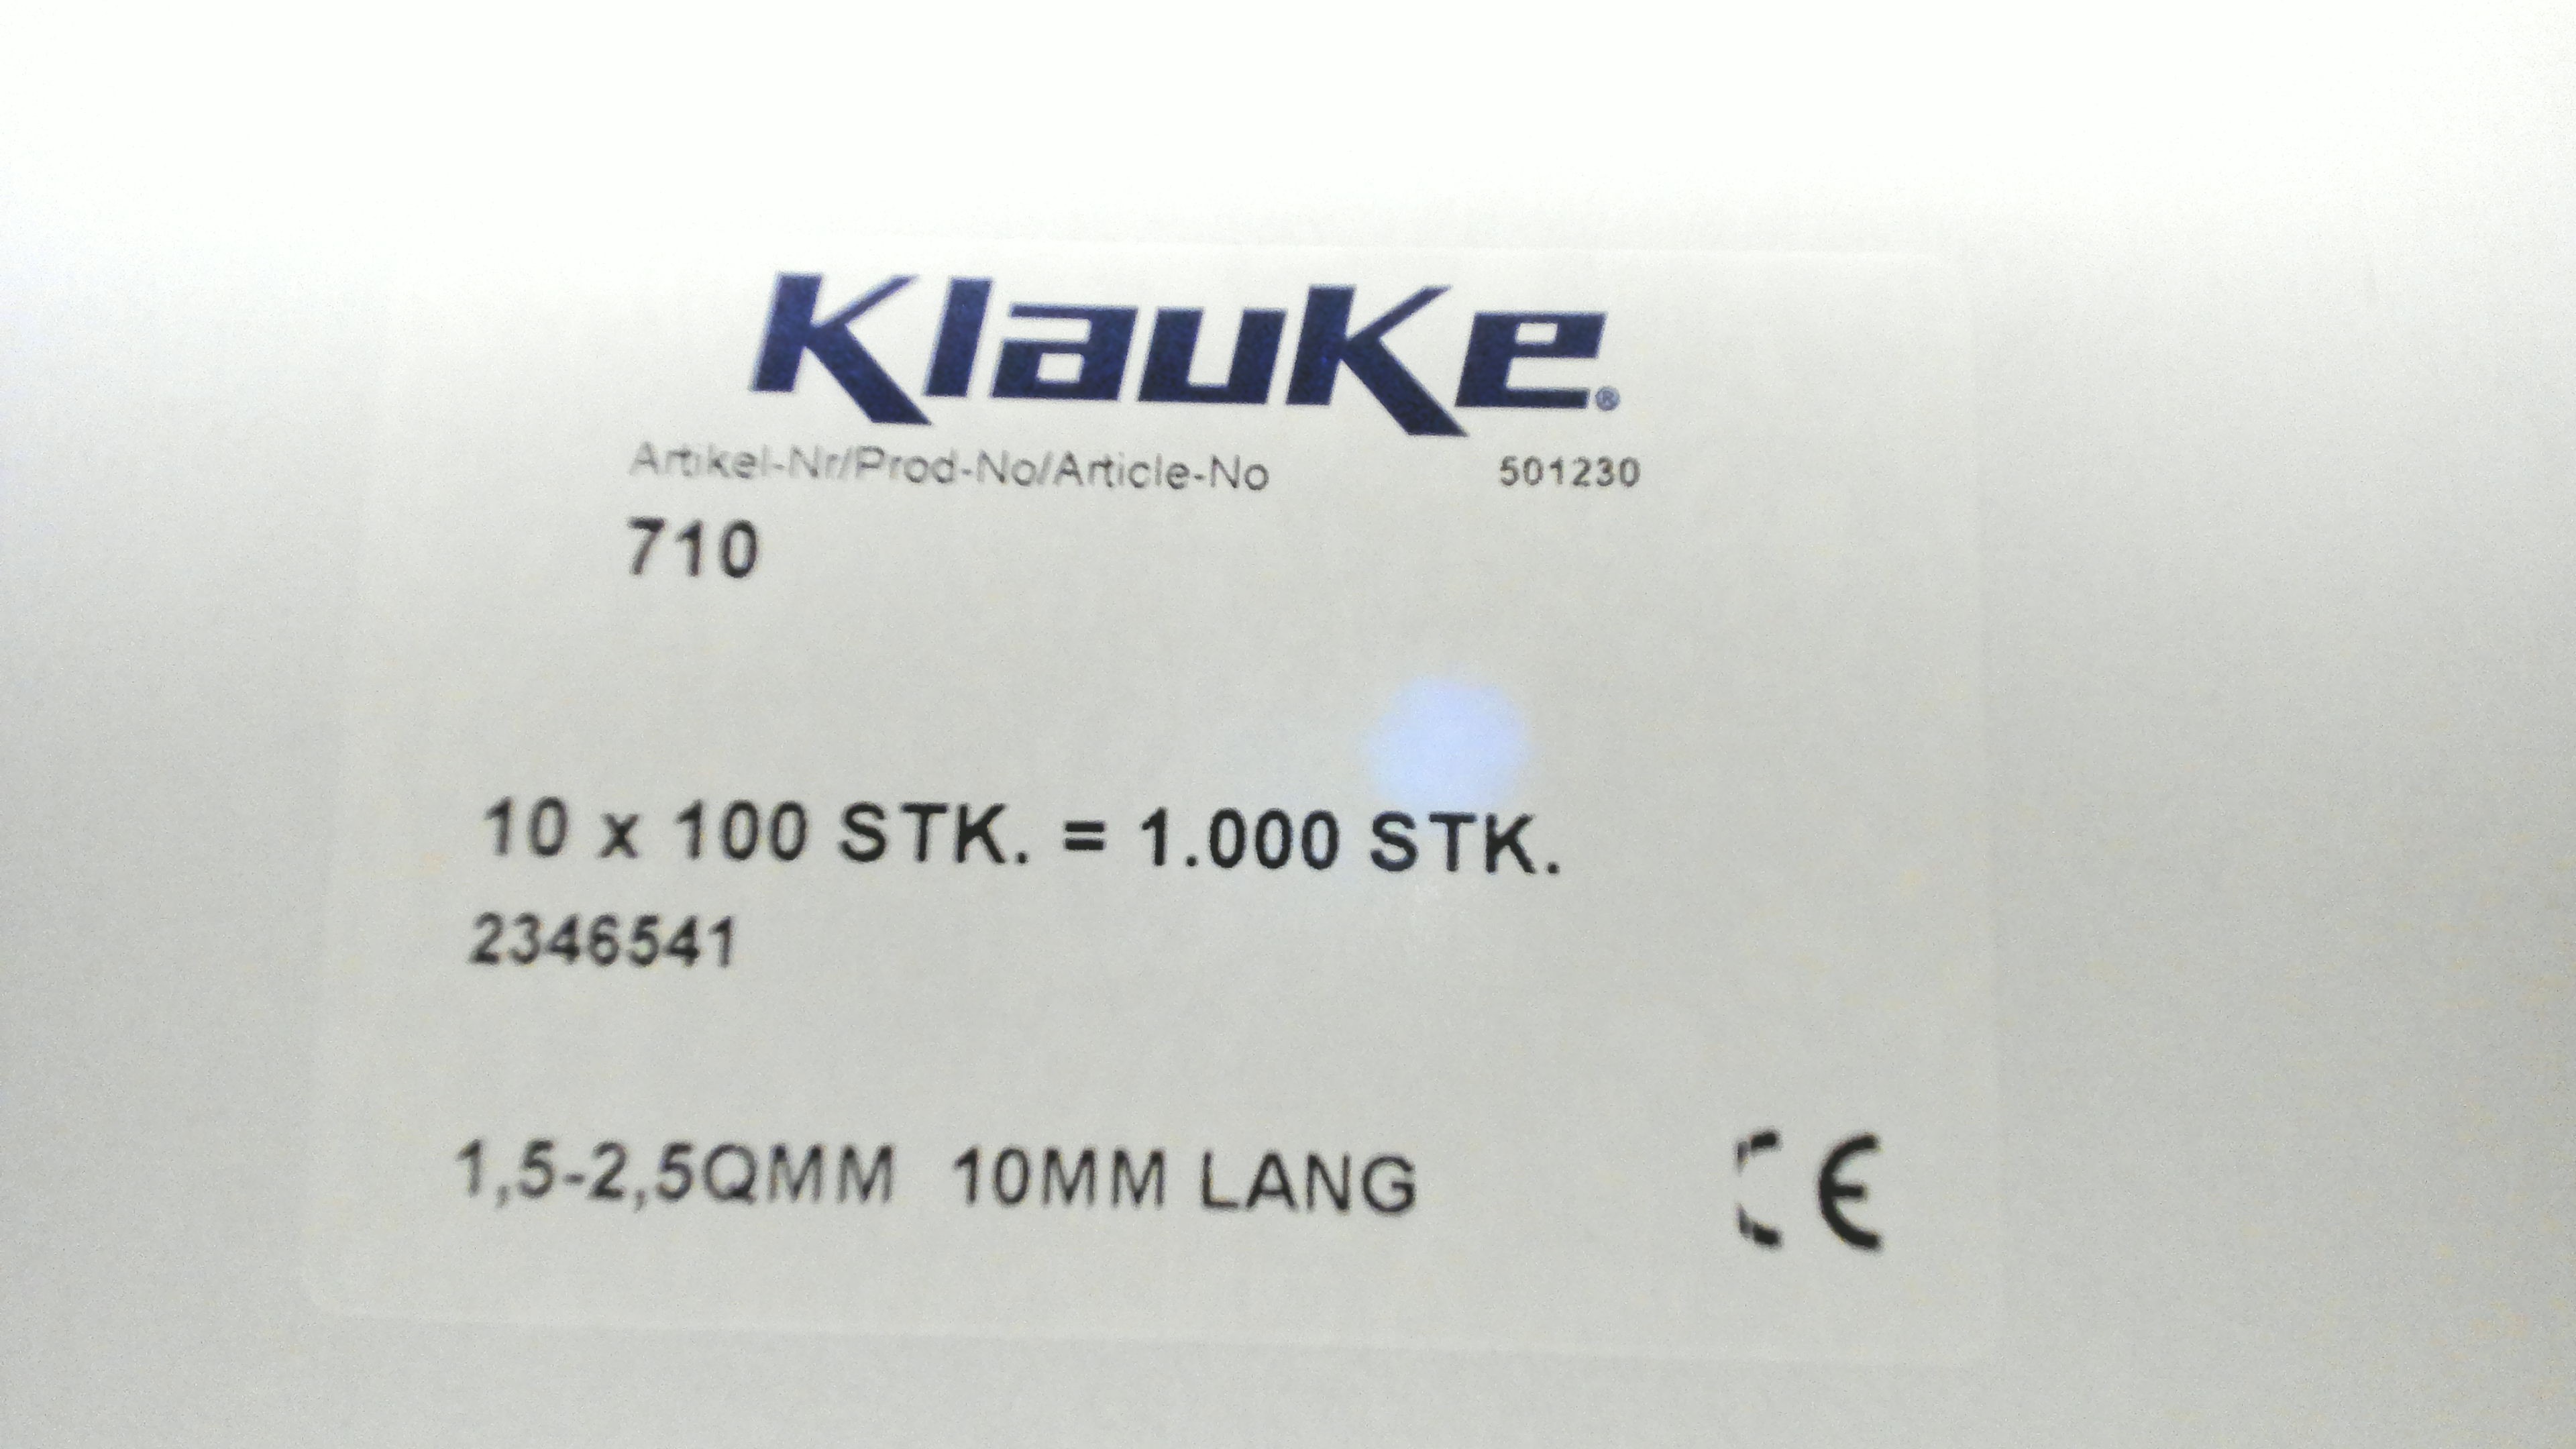 Klauke®
Artikel-Nr/Prod-No/Article-No 501230
710
10 x 100 STK. = 1.000 STK.
2346541
1,5-2,5QMM 10MM LANG
CE